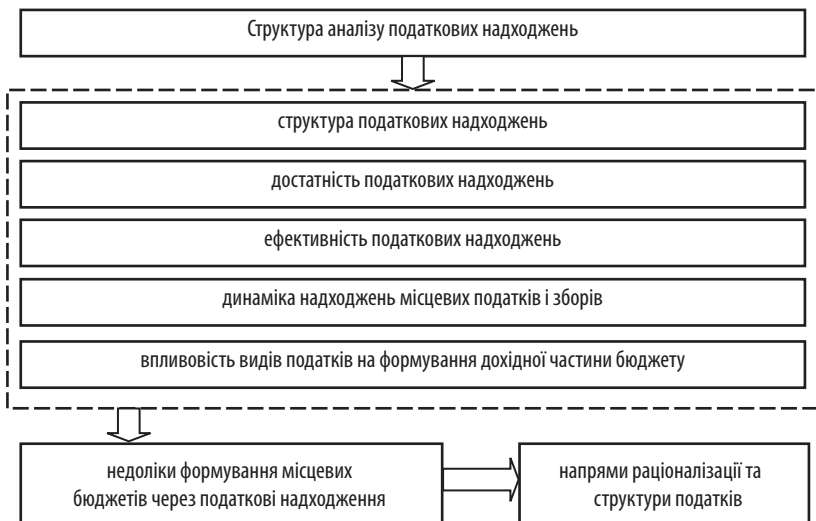 Структура аналізу податкових надходжень
структура податкових надходжень
достатність податкових надходжень
ефективність податкових надходжень
динаміка надходжень місцевих податків і зборів
впливовість видів податків на формування дохідної частини бюджету
недоліки формування місцевих
бюджетів через податкові надходження
напрями раціоналізації та
структури податків